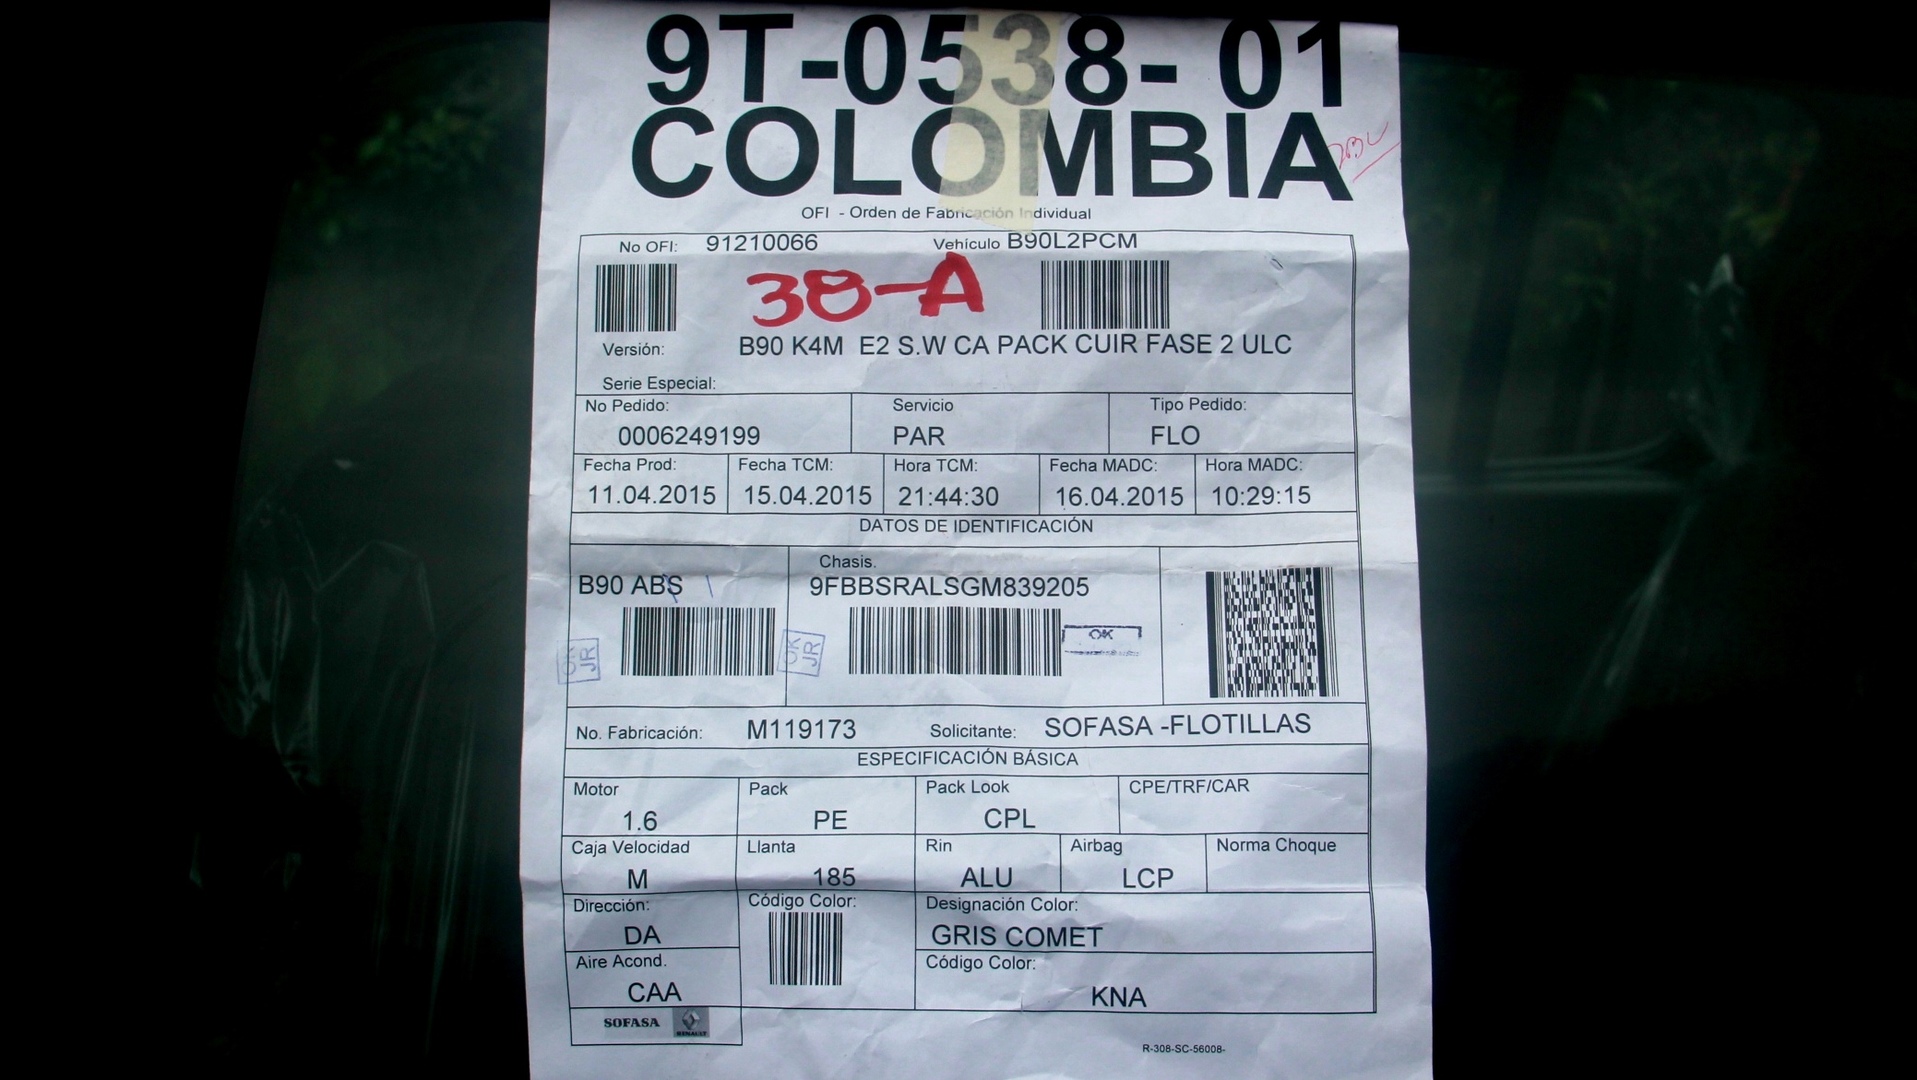 9T-0538- 01
COLOMBIA
OFI - Orden de Fabricación Individual
No OFI: 91210066 Vehículo B90L2PCM
38-A
Versión: B90 K4M E2 S.W CA PACK CUIR FASE 2 ULC
Serie Especial:
No Pedido: Servicio Tipo Pedido:
0006249199 PAR FLO
Fecha Prod: Fecha TCM: Hora TCM: Fecha MADC: Hora MADC:
11.04.2015 15.04.2015 21:44:30 16.04.2015 10:29:15
DATOS DE IDENTIFICACIÓN
Chasis.
B90 ABS 9FBBSRALSGM839205
OK
OK JR
OK JR
No. Fabricación: M119173 Solicitante: SOFASA -FLOTILLAS
ESPECIFICACIÓN BÁSICA
Motor Pack Pack Look CPE/TRF/CAR
1.6 PE CPL
Caja Velocidad Llanta Rin Airbag Norma Choque
M 185 ALU LCP
Dirección: Código Color: Designación Color:
DA GRIS COMET
Aire Acond. Código Color:
CAA KNA
SOFASA RENAULT
R-308-SC-56008-